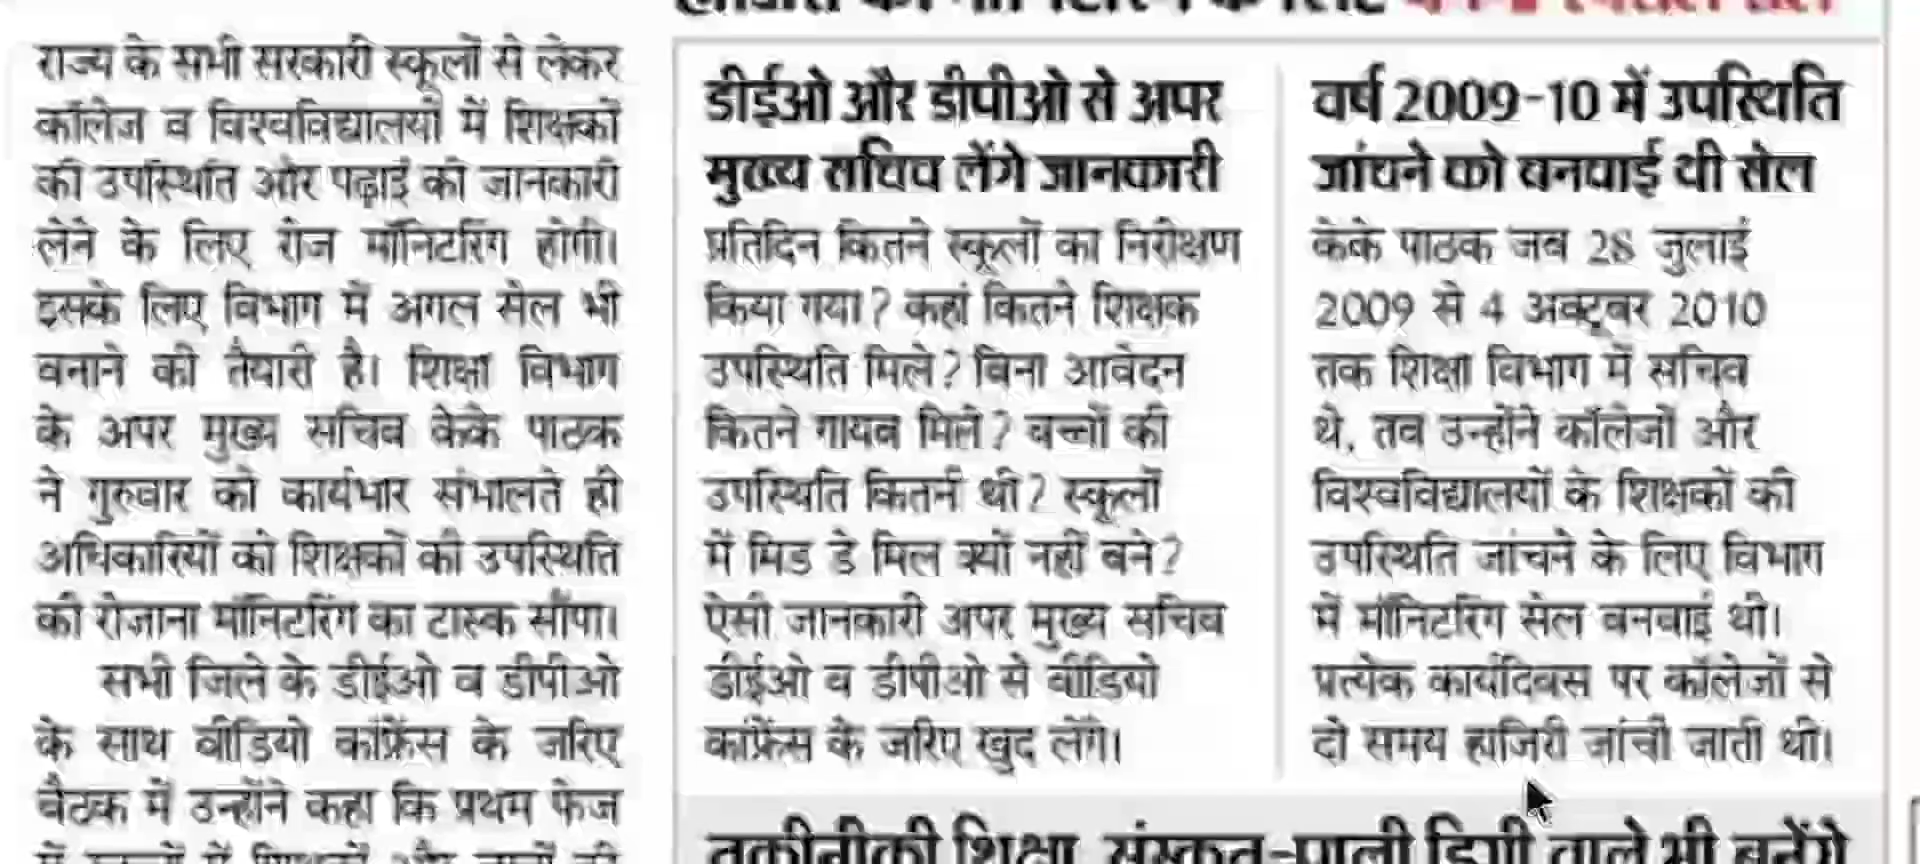 राज्य के सभी सरकारी स्कूलों से लेकर
कॉलेज व विश्वविद्यालयों में शिक्षकों
की उपस्थिति और पढ़ाई की जानकारी
लेने के लिए रोज मॉनिटरिंग होगी।
इसके लिए विभाग में अगल सेल भी
बनाने की तैयारी है। शिक्षा विभाग
के अपर मुख्य सचिव केके पाठक
ने गुरुवार को कार्यभार संभालते ही
अधिकारियों को शिक्षकों की उपस्थिति
की रोजाना मॉनिटरिंग का टास्क सौंपा।
सभी जिले के डीईओ व डीपीओ
के साथ वीडियो कांफ्रेंस के जरिए
बैठक में उन्होंने कहा कि प्रथम फेज
डीईओ और डीपीओ से अपर
मुख्य सचिव लेंगे जानकारी
प्रतिदिन कितने स्कूलों का निरीक्षण
किया गया? कहां कितने शिक्षक
उपस्थिति मिले? बिना आवेदन
कितने गायब मिले? बच्चों की
उपस्थिति कितनी थी? स्कूलों
में मिड डे मिल क्यों नहीं बने?
ऐसी जानकारी अपर मुख्य सचिव
डीईओ व डीपीओ से वीडियो
कांफ्रेंस के जरिए खुद लेंगे।
वर्ष 2009-10 में उपस्थिति
जांचने को बनवाई थी सेल
केके पाठक जब 28 जुलाई
2009 से 4 अक्टूबर 2010
तक शिक्षा विभाग में सचिव
थे, तब उन्होंने कॉलेजों और
विश्वविद्यालयों के शिक्षकों की
उपस्थिति जांचने के लिए विभाग
में मॉनिटरिंग सेल बनवाई थी।
प्रत्येक कार्यदिवस पर कॉलेजों से
दो समय हाजिरी जांची जाती थी।
तकनीनीकी शिक्षा, संस्कृत-पाली डिग्री वाले भी बनेंगे